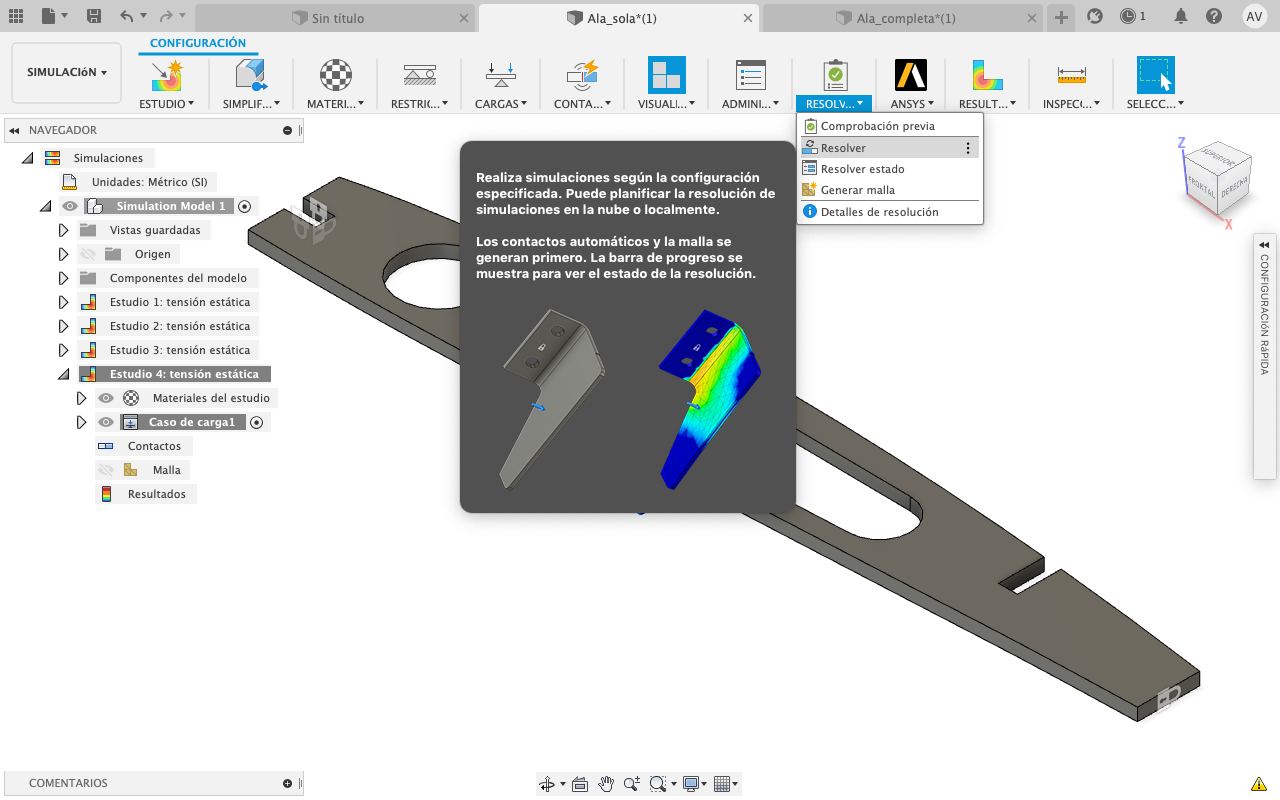 Sin título
Ala_sola*(1)
Ala_completa*(1)
1
AV
SIMULACIÓN
CONFIGURACIÓN
ESTUDIO
SIMPLIF...
MATERI...
RESTRIC...
CARGAS
CONTA...
VISUALI...
ADMINI...
RESOLV...
ANSYS
RESULT...
INSPECI...
SELECC...
Comprobación previa
Resolver
Resolver estado
Generar malla
Detalles de resolución
NAVEGADOR
Simulaciones
Unidades: Métrico (SI)
Simulation Model 1
Vistas guardadas
Origen
Componentes del modelo
Estudio 1: tensión estática
Estudio 2: tensión estática
Estudio 3: tensión estática
Estudio 4: tensión estática
Materiales del estudio
Caso de carga1
Contactos
Malla
Resultados
Realiza simulaciones según la configuración
especificada. Puede planificar la resolución de
simulaciones en la nube o localmente.
Los contactos automáticos y la malla se
generan primero. La barra de progreso se
muestra para ver el estado de la resolución.
Z
SUPERIOR
FRONTAL
DERECHA
X
CONFIGURACIÓN RÁPIDA
COMENTARIOS